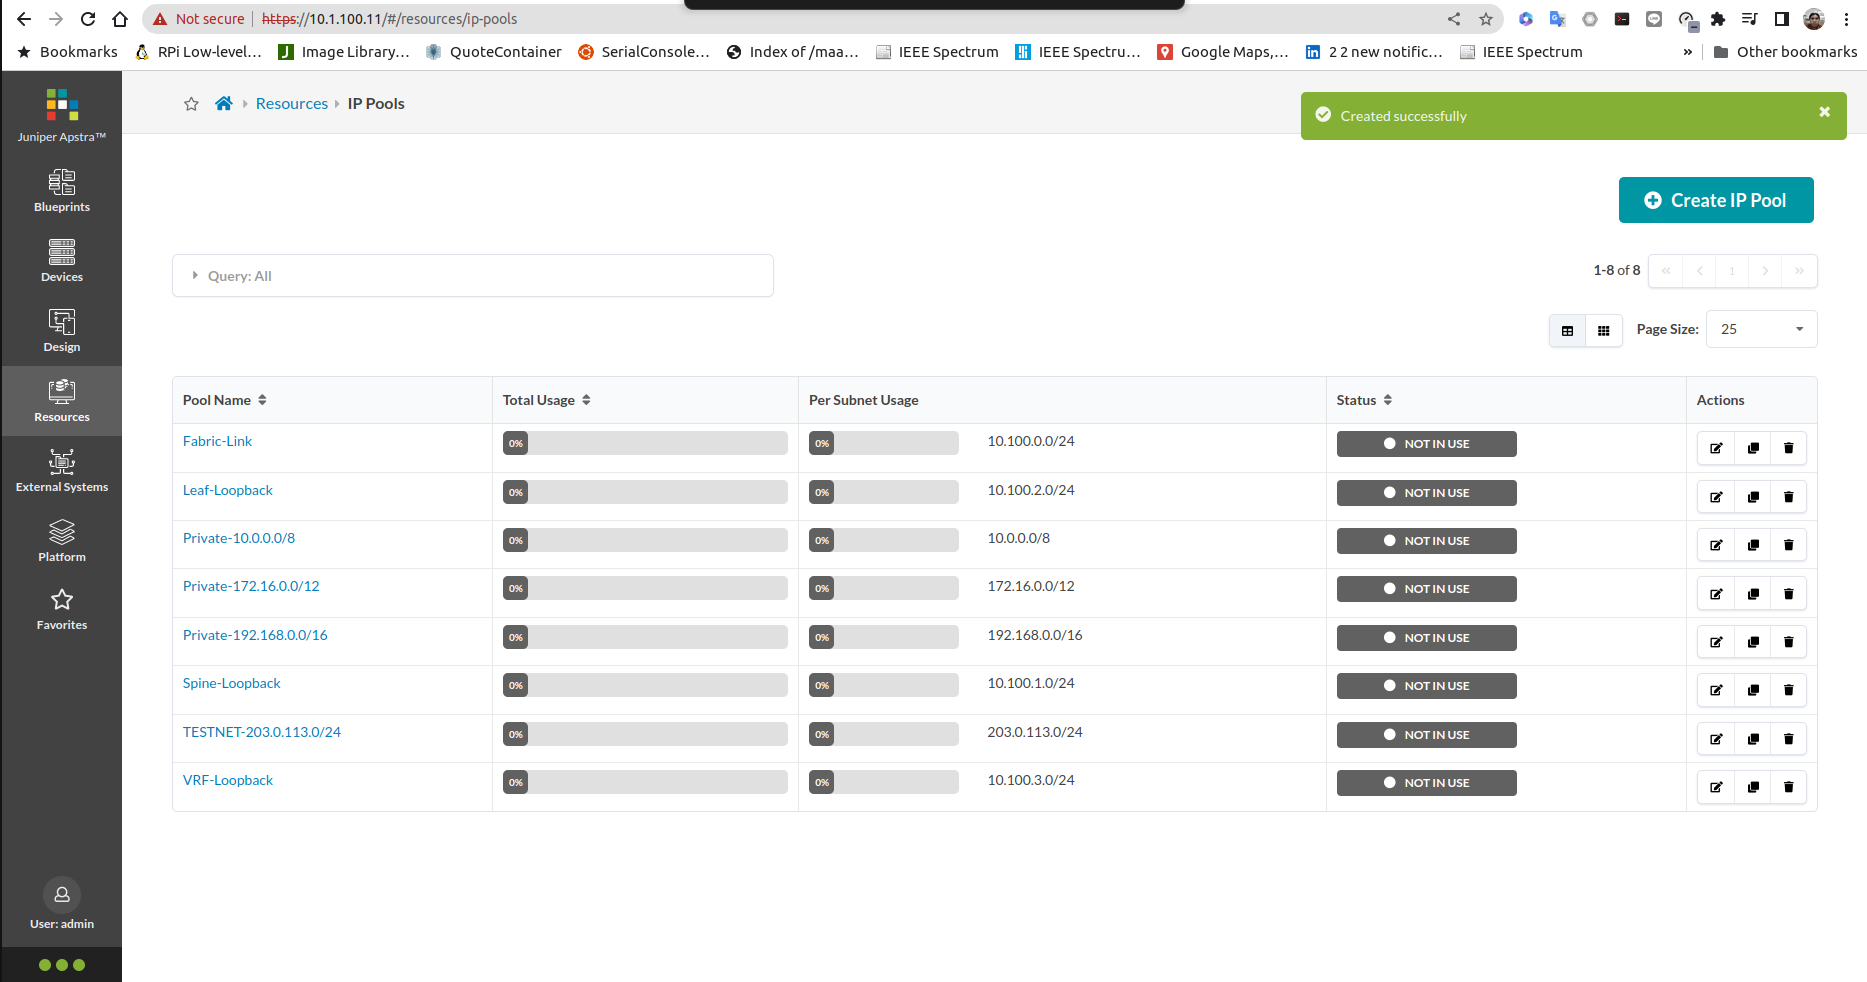 Not secure https://10.1.100.11/#/resources/ip-pools
Bookmarks RPi Low-level... Image Library... QuoteContainer SerialConsole... Index of /maa... IEEE Spectrum IEEE Spectru... Google Maps,... 2 2 new notific... IEEE Spectrum » Other bookmarks
Juniper Apstra™
Blueprints
Devices
Design
Resources
External Systems
Platform
Favorites
User: admin
Resources IP Pools
Created successfully
Create IP Pool
Query: All
1-8 of 8 « < 1 > »
Page Size: 25
Pool Name Total Usage Per Subnet Usage Status Actions
Fabric-Link 0% 0% 10.100.0.0/24 NOT IN USE
Leaf-Loopback 0% 0% 10.100.2.0/24 NOT IN USE
Private-10.0.0.0/8 0% 0% 10.0.0.0/8 NOT IN USE
Private-172.16.0.0/12 0% 0% 172.16.0.0/12 NOT IN USE
Private-192.168.0.0/16 0% 0% 192.168.0.0/16 NOT IN USE
Spine-Loopback 0% 0% 10.100.1.0/24 NOT IN USE
TESTNET-203.0.113.0/24 0% 0% 203.0.113.0/24 NOT IN USE
VRF-Loopback 0% 0% 10.100.3.0/24 NOT IN USE